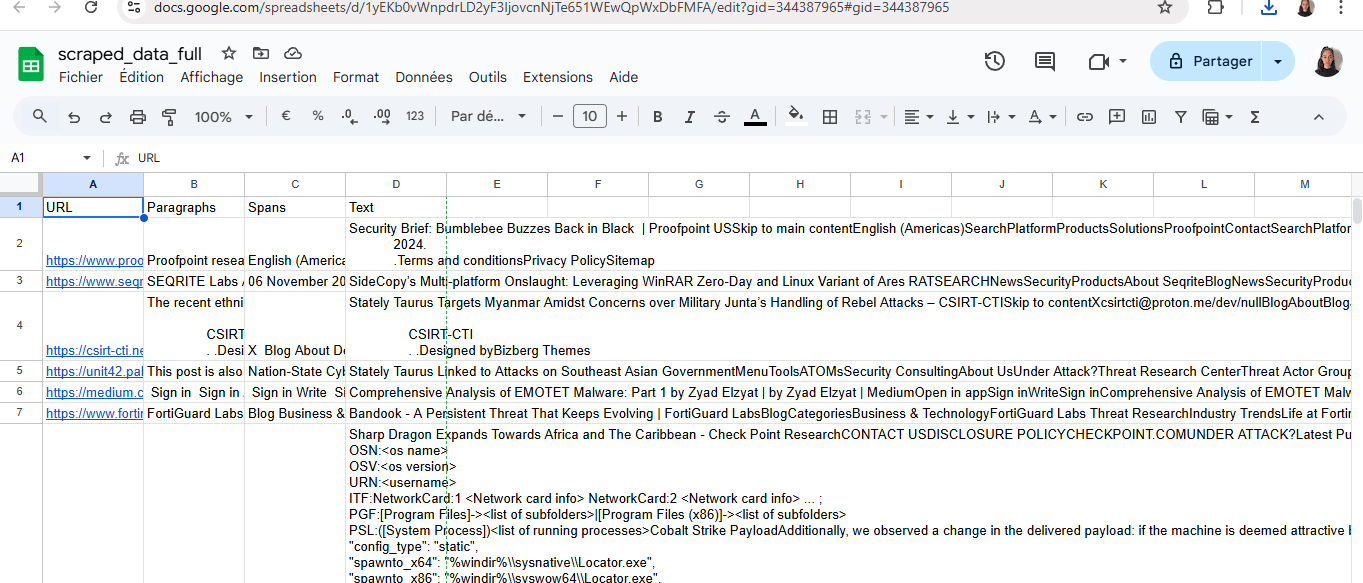 docs.google.com/spreadsheets/d/1yEKb0vWnpdrLD2yF3IjovcnNjTe651WEwQpWxDbFMFA/edit?gid=344387965#gid=344387965
scraped_data_full
Fichier Édition Affichage Insertion Format Données Outils Extensions Aide
Partager
100% € % .0 .00 123 Par dé... 10 B I A
A1 fx URL
A B C D E F G H I J K L M
1 URL Paragraphs Spans Text
Security Brief: Bumblebee Buzzes Back in Black | Proofpoint USSkip to main contentEnglish (Americas)SearchPlatformProductsSolutionsProofpointContactSearchPlatfor
2024.
2 https://www.proo Proofpoint resea English (America .Terms and conditionsPrivacy PolicySitemap
3 https://www.seqr SEQRITE Labs 06 November 20 SideCopy's Multi-platform Onslaught: Leveraging WinRAR Zero-Day and Linux Variant of Ares RATSEARCHNewsSecurityProductsAbout SeqriteBlogNewsSecurityProduc
The recent ethni Stately Taurus Targets Myanmar Amidst Concerns over Military Junta's Handling of Rebel Attacks – CSIRT-CTISkip to contentXcsirtcti@proton.me/dev/nullBlogAboutBlog
CSIRT CSIRT-CTI
4 https://csirt-cti.ne . .Desi X Blog About De . .Designed byBizberg Themes
5 https://unit42.pal This post is also Nation-State Cyb Stately Taurus Linked to Attacks on Southeast Asian GovernmentMenuToolsATOMsSecurity ConsultingAbout UsUnder Attack?Threat Research CenterThreat Actor Group
6 https://medium.c Sign in Sign in Sign in Write Si Comprehensive Analysis of EMOTET Malware: Part 1 by Zyad Elzyat | by Zyad Elzyat | MediumOpen in appSign inWriteSign inComprehensive Analysis of EMOTET Malw
7 https://www.fortin FortiGuard Labs Blog Business & Bandook - A Persistent Threat That Keeps Evolving | FortiGuard LabsBlogCategoriesBusiness & TechnologyFortiGuard Labs Threat ResearchIndustry TrendsLife at Fortin
Sharp Dragon Expands Towards Africa and The Caribbean - Check Point ResearchCONTACT USDISCLOSURE POLICYCHECKPOINT.COMUNDER ATTACK?Latest Pu
OSN:<os name>
OSV:<os version>
URN:<username>
ITF:NetworkCard:1 <Network card info> NetworkCard:2 <Network card info> ... ;
PGF:[Program Files]-><list of subfolders>|[Program Files (x86)]-><list of subfolders>
PSL:([System Process])<list of running processes>Cobalt Strike PayloadAdditionally, we observed a change in the delivered payload: if the machine is deemed attractive b
"config_type": "static",
"spawnto_x64": "%windir%\\sysnative\\Locator.exe",
"spawnto_x86": "%windir%\\syswow64\\Locator.exe",